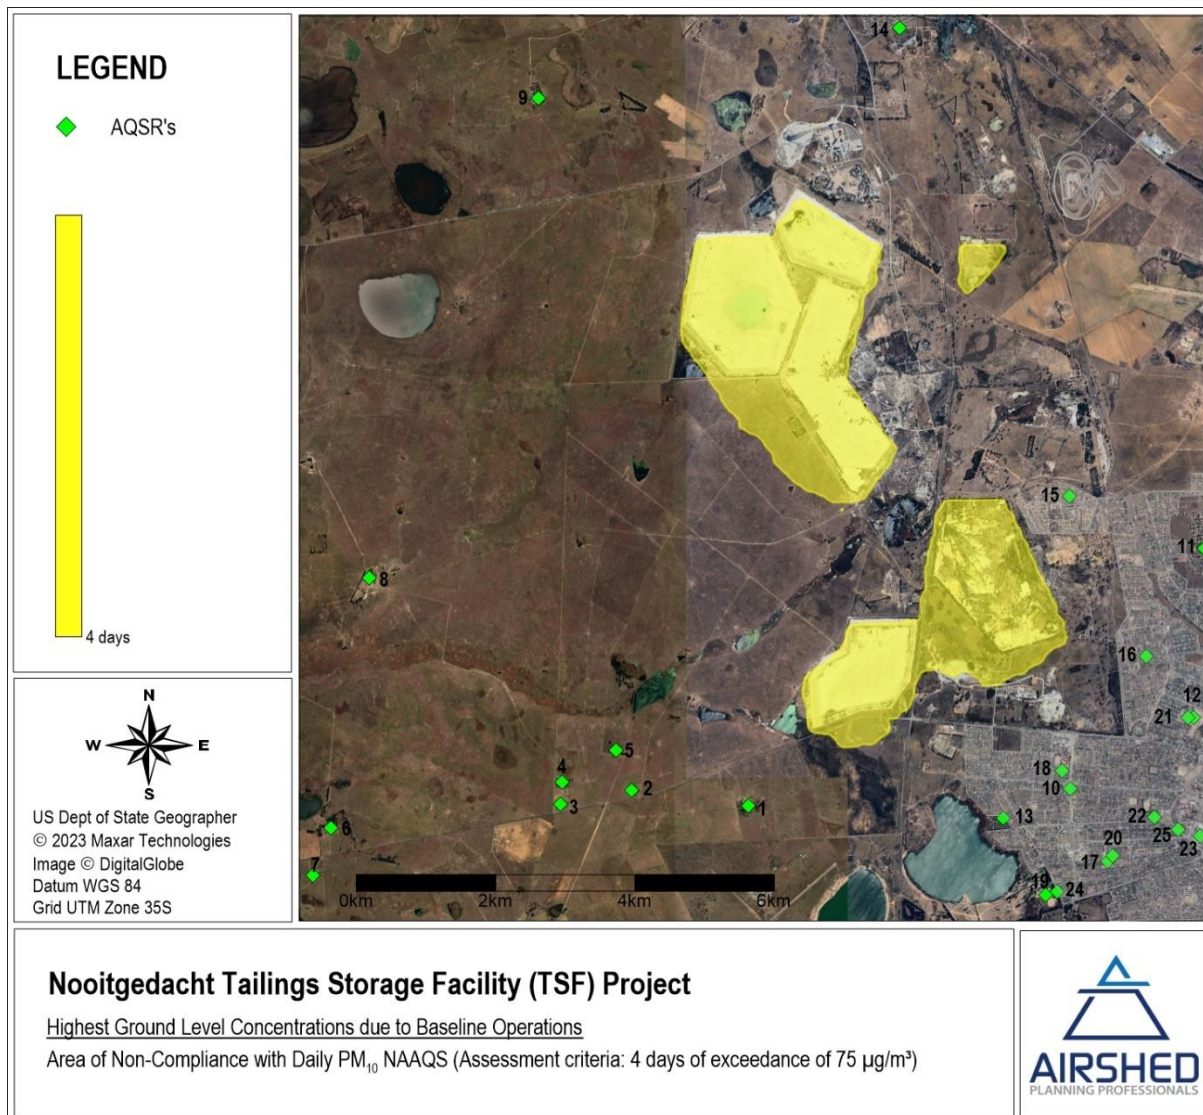 LEGEND
AQSR's
4 days
N
W E
S
US Dept of State Geographer
© 2023 Maxar Technologies
Image © DigitalGlobe
Datum WGS 84
Grid UTM Zone 35S
14
9
15
11
8
16
12
21
5
18
4
2
10
3
1
13
22
6
25
23
20
7
17
19
24
0km 2km 4km 6km
Nooitgedacht Tailings Storage Facility (TSF) Project
Highest Ground Level Concentrations due to Baseline Operations
Area of Non-Compliance with Daily PM₁₀ NAAQS (Assessment criteria: 4 days of exceedance of 75 µg/m³)
AIRSHED
PLANNING PROFESSIONALS